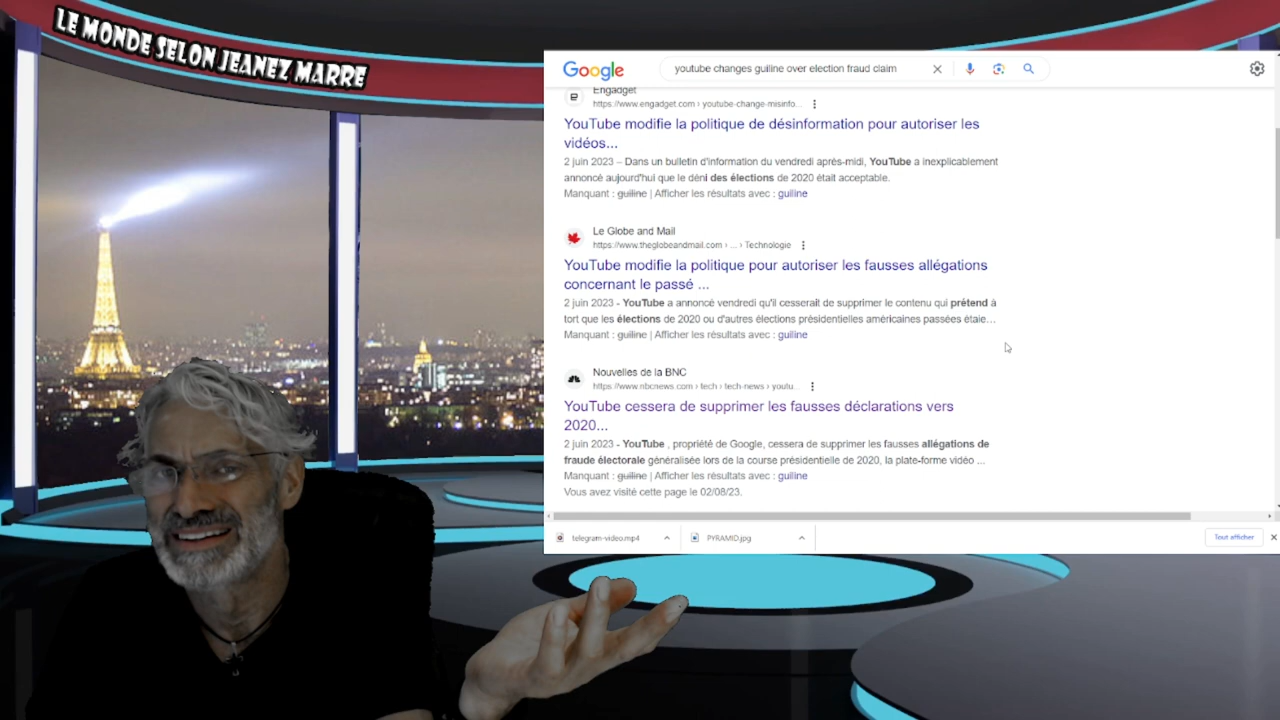 LE MONDE SELON JEANEZ MARRE
Google
youtube changes guiline over election fraud claim
Engadget
https://www.engadget.com › youtube-change-misinfo...
YouTube modifie la politique de désinformation pour autoriser les
vidéos...
2 juin 2023 – Dans un bulletin d'information du vendredi après-midi, YouTube a inexplicablement
annoncé aujourd'hui que le déni des élections de 2020 était acceptable.
Manquant : guiline | Afficher les résultats avec : guiline
Le Globe and Mail
https://www.theglobeandmail.com › ... › Technologie
YouTube modifie la politique pour autoriser les fausses allégations
concernant le passé ...
2 juin 2023 - YouTube a annoncé vendredi qu'il cesserait de supprimer le contenu qui prétend à
tort que les élections de 2020 ou d'autres élections présidentielles américaines passées étaie...
Manquant : guiline | Afficher les résultats avec : guiline
Nouvelles de la BNC
https://www.nbcnews.com › tech › tech-news › youtu...
YouTube cessera de supprimer les fausses déclarations vers
2020...
2 juin 2023 - YouTube , propriété de Google, cessera de supprimer les fausses allégations de
fraude électorale généralisée lors de la course présidentielle de 2020, la plate-forme vidéo ...
Manquant : guiline | Afficher les résultats avec : guiline
Vous avez visité cette page le 02/08/23.
telegram-video.mp4
PYRAMID.jpg
Tout afficher